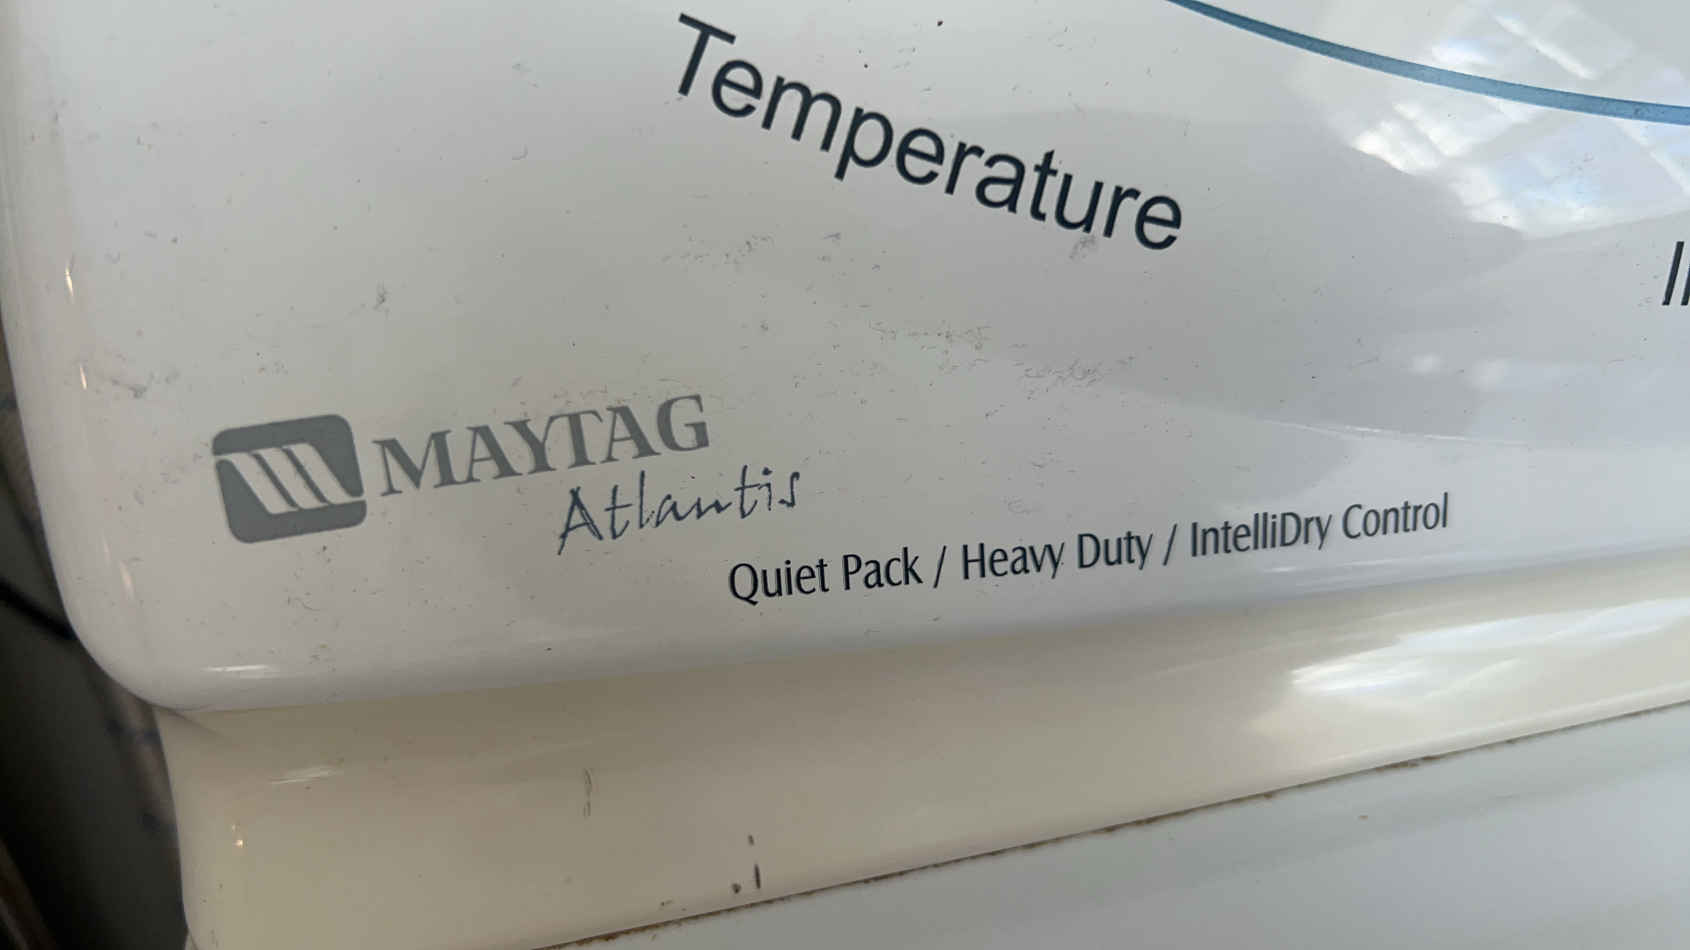 Temperature
MAYTAG
Atlantis
Quiet Pack / Heavy Duty / IntelliDry Control